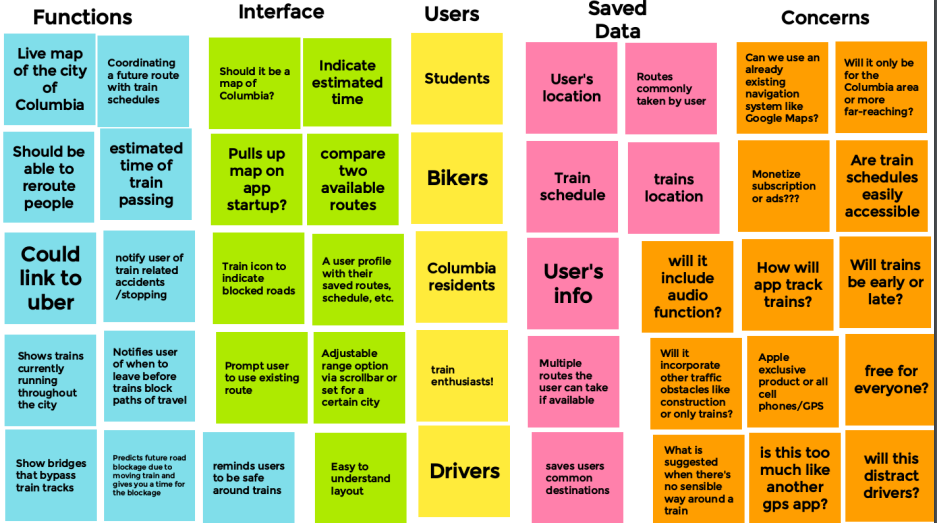 Functions
Live map
of the city
of
Columbia
Coordinating
a future route
with train
schedules
Should be
able to
reroute
people
estimated
time of
train
passing
Could
link to
uber
notify user of
train related
accidents
/stopping
Shows trains
currently
running
throughout
the city
Notifies user
of when to
leave before
trains block
paths of travel
Show bridges
that bypass
train tracks
Predicts future road
blockage due to
moving train and
gives you a time for
the blockage
reminds users
to be safe
around trains
Interface
Should it be a
map of
Columbia?
Indicate
estimated
time
Pulls up
map on
app
startup?
compare
two
available
routes
Train icon to
indicate
blocked roads
A user profile
with their
saved routes,
schedule, etc.
Prompt user
to use existing
route
Adjustable
range option
via scrollbar or
set for a
certain city
Easy to
understand
layout
Users
Students
Bikers
Columbia
residents
train
enthusiasts!
Drivers
Saved
Data
User's
location
Routes
commonly
taken by user
Train
schedule
trains
location
User's
info
Multiple
routes the
user can take
if available
saves users
common
destinations
Concerns
Can we use an
already
existing
navigation
system like
Google Maps?
Will it only be
for the
Columbia area
or more
far-reaching?
Monetize
subscription
or ads???
Are train
schedules
easily
accessible
will it
include
audio
function?
How will
app track
trains?
Will trains
be early or
late?
Will it
incorporate
other traffic
obstacles like
construction
or only trains?
Apple
exclusive
product or all
cell
phones/GPS
free for
everyone?
What is
suggested
when there's
no sensible
way around a
train
is this too
much like
another
gps app?
will this
distract
drivers?